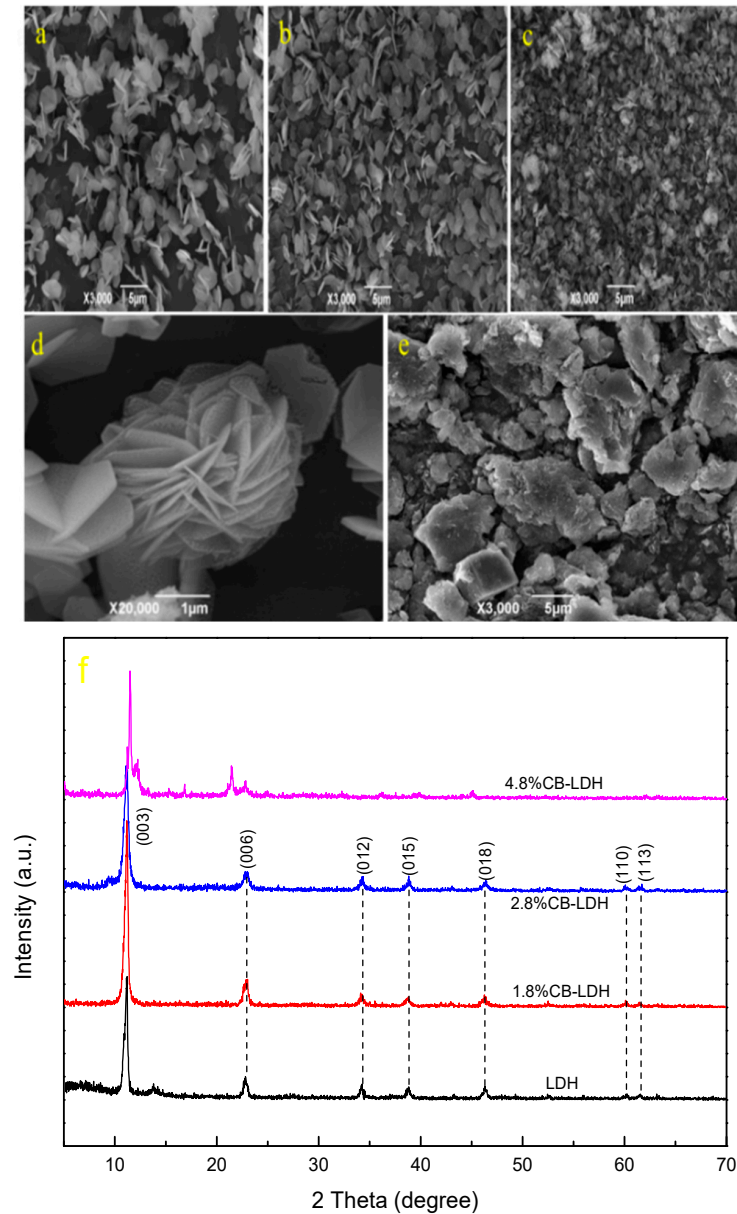 a
b
c
X3,000 5µm
X3,000 5µm
X3,000 5µm
d
e
X20,000 1µm
X3,000 5µm
f
4.8%CB-LDH
(003)
(006)
(012)
(015)
(018)
(110)
(113)
2.8%CB-LDH
1.8%CB-LDH
LDH
Intensity (a.u.)
10 20 30 40 50 60 70
2 Theta (degree)